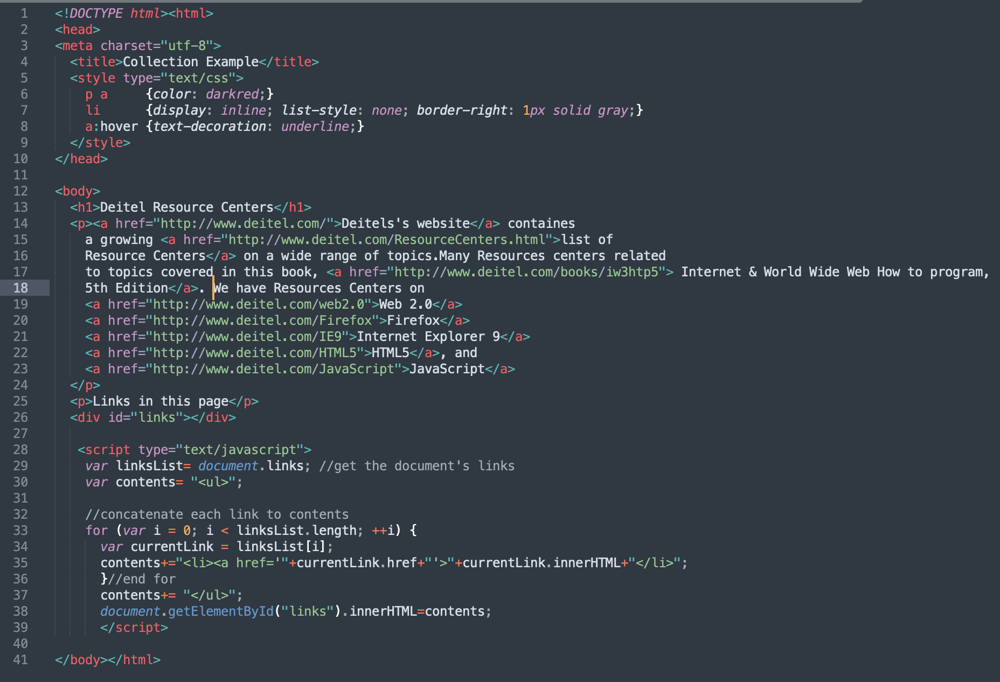 1 <!DOCTYPE html><html>
2 <head>
3 <meta charset="utf-8">
4   <title>Collection Example</title>
5   <style type="text/css">
6     p a     {color: darkred;}
7     li      {display: inline; list-style: none; border-right: 1px solid gray;}
8     a:hover {text-decoration: underline;}
9   </style>
10 </head>
11
12 <body>
13   <h1>Deitel Resource Centers</h1>
14   <p><a href="http://www.deitel.com/">Deitels's website</a> containes
15     a growing <a href="http://www.deitel.com/ResourceCenters.html">list of
16     Resource Centers</a> on a wide range of topics.Many Resources centers related
17     to topics covered in this book, <a href="http://www.deitel.com/books/iw3htp5"> Internet & World Wide Web How to program,
18     5th Edition</a>. We have Resources Centers on
19     <a href="http://www.deitel.com/web2.0">Web 2.0</a>
20     <a href="http://www.deitel.com/Firefox">Firefox</a>
21     <a href="http://www.deitel.com/IE9">Internet Explorer 9</a>
22     <a href="http://www.deitel.com/HTML5">HTML5</a>, and
23     <a href="http://www.deitel.com/JavaScript">JavaScript</a>
24   </p>
25   <p>Links in this page</p>
26   <div id="links"></div>
27
28    <script type="text/javascript">
29     var linksList= document.links; //get the document's links
30     var contents= "<ul>";
31
32     //concatenate each link to contents
33     for (var i = 0; i < linksList.length; ++i) {
34       var currentLink = linksList[i];
35       contents+="<li><a href='"+currentLink.href+"'>"+currentLink.innerHTML+"</li>";
36       }//end for
37       contents+= "</ul>";
38       document.getElementById("links").innerHTML=contents;
39       </script>
40
41 </body></html>